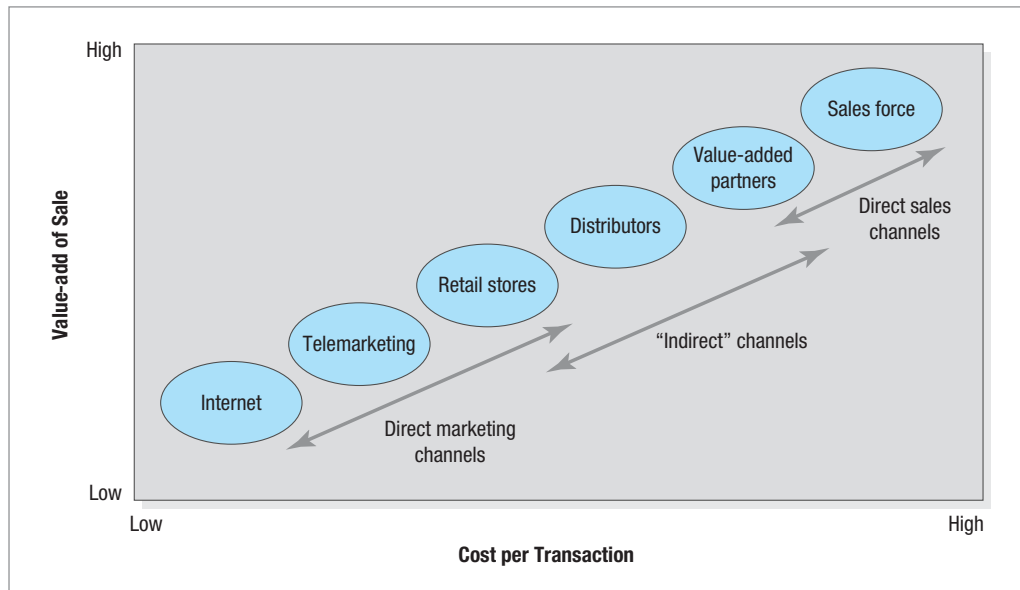 High
Sales force
Value-added
partners
Direct sales
channels
Distributors
Retail stores
“Indirect” channels
Telemarketing
Internet
Direct marketing
channels
Value-add of Sale
Low
Low
High
Cost per Transaction